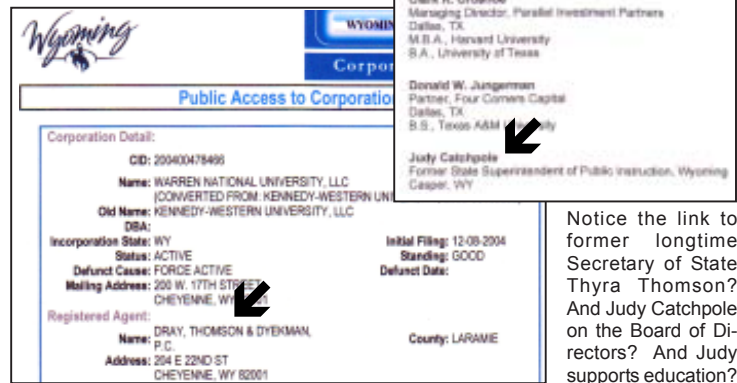 Wyoming
WYOMIN
Corpor
Public Access to Corporatio
Corporation Detail:
CID: 200400478466
Name: WARREN NATIONAL UNIVERSITY, LLC
(CONVERTED FROM: KENNEDY-WESTERN UNI
Old Name: KENNEDY-WESTERN UNIVERSITY, LLC
DBA:
Incorporation State: WY Initial Filing: 12-08-2004
Status: ACTIVE Standing: GOOD
Defunct Cause: FORCE ACTIVE Defunct Date:
Mailing Address: 200 W. 17TH STREET
CHEYENNE, WY
Registered Agent:
Name: DRAY, THOMSON & DYEKMAN, P.C. County: LARAMIE
Address: 204 E 22ND ST
CHEYENNE, WY 82001
Managing Director, Parallel Investment Partners
Dallas, TX
M.B.A., Harvard University
B.A., University of Texas
Donald W. Jungerman
Partner, Four Corners Capital
Dallas, TX
B.S., Texas A&M
Judy Catchpole
Former State Superintendent of Public Instruction, Wyoming
Casper, WY
Notice the link to
former longtime
Secretary of State
Thyra Thomson?
And Judy Catchpole
on the Board of Di-
rectors? And Judy
supports education?